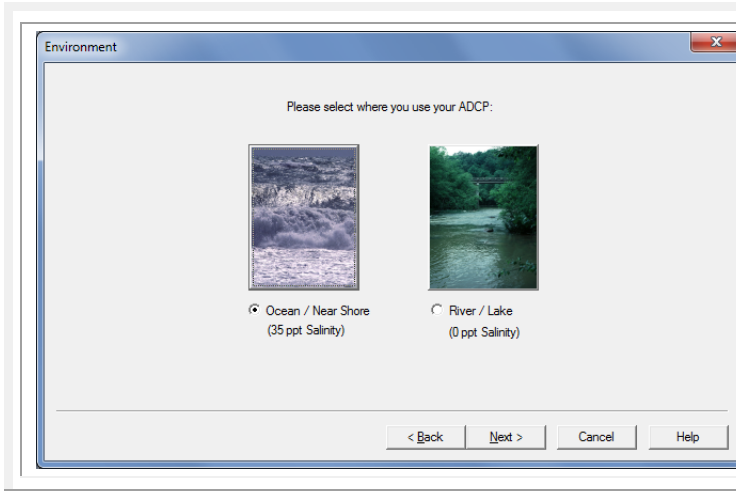 Environment
Please select where you use your ADCP:
Ocean / Near Shore
(35 ppt Salinity)
River / Lake
(0 ppt Salinity)
< Back Next > Cancel Help